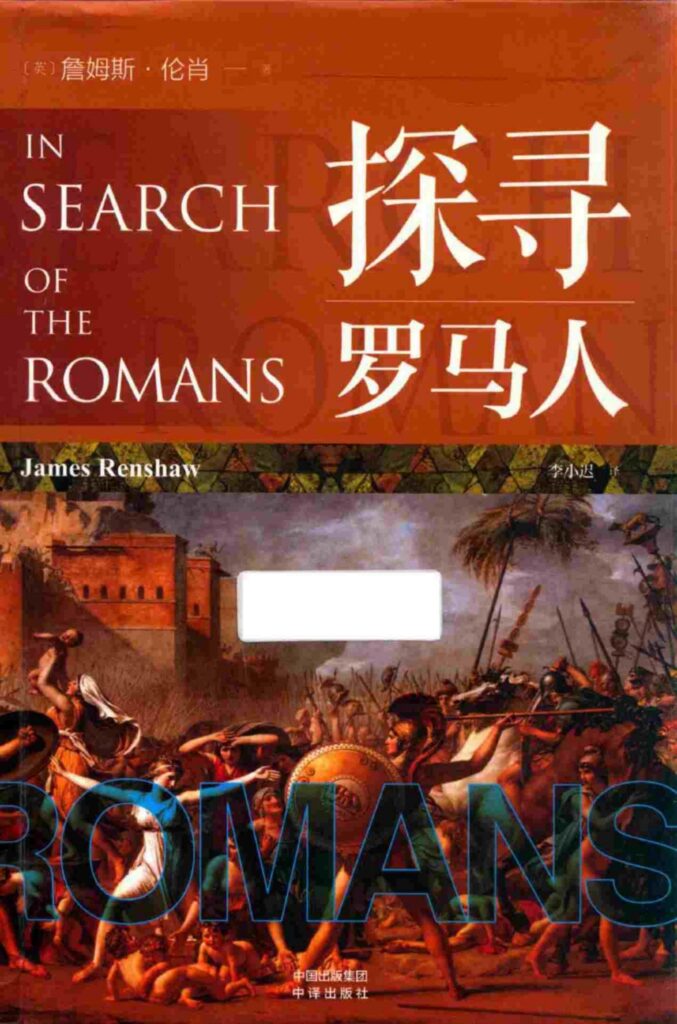 〔英〕詹姆斯·伦肖 一 著
IN
SEARCH
OF
THE
ROMANS
探寻
罗马人
James Renshaw
李小迟 译
ROMANS
中国出版集团
中译出版社